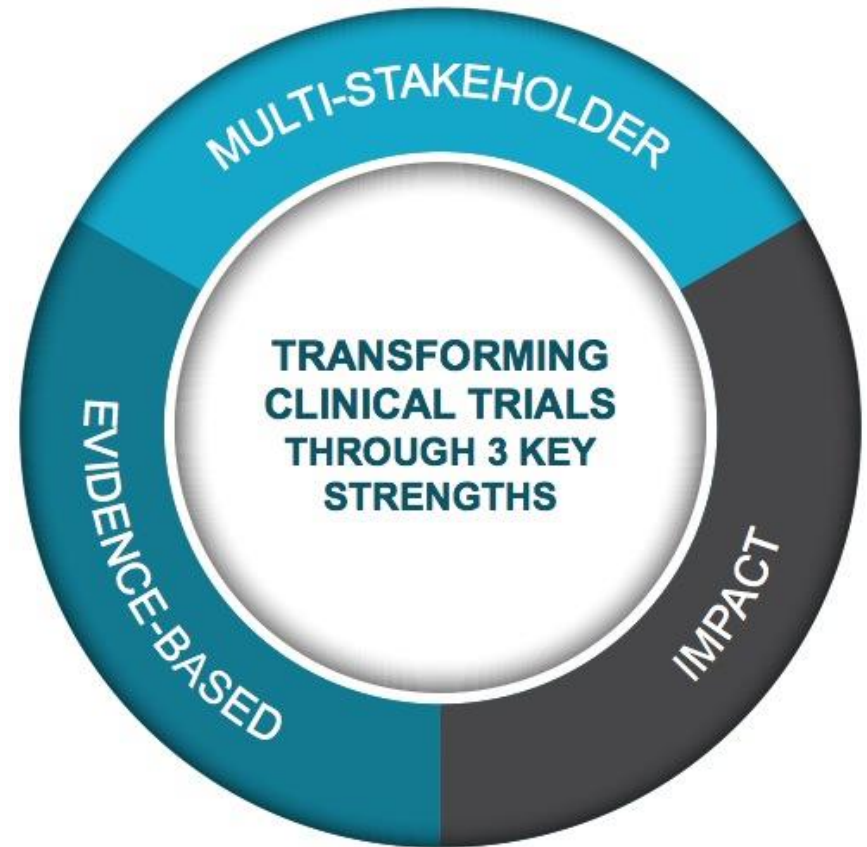 MULTI-STAKEHOLDER
TRANSFORMING
CLINICAL TRIALS
THROUGH 3 KEY
STRENGTHS
EVIDENCE-BASED
IMPACT